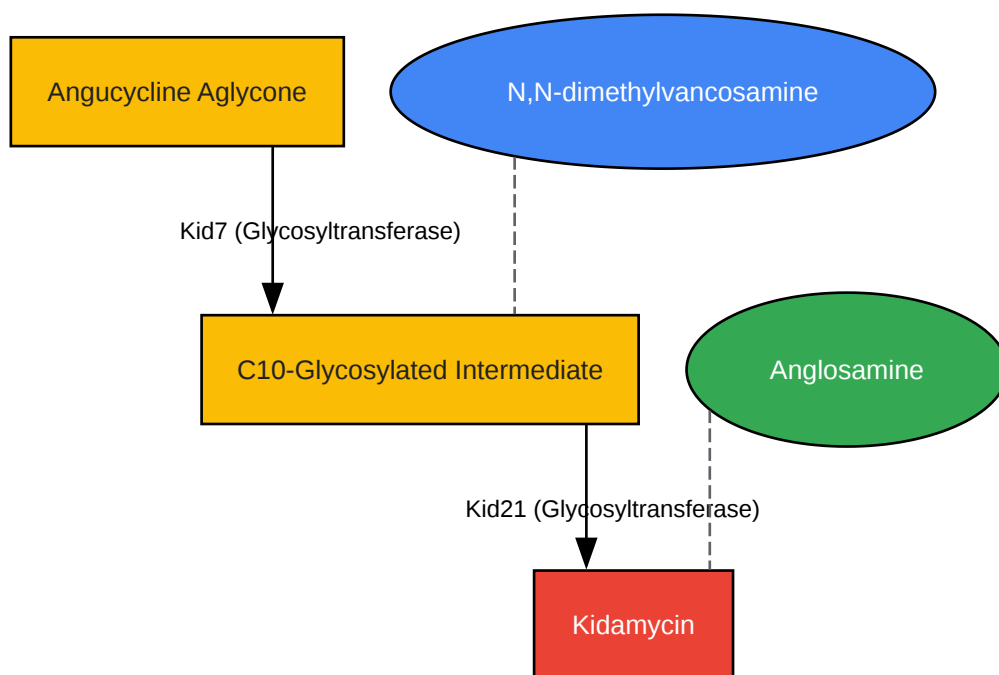 Angucycline Aglycone
N,N-dimethylvancosamine
Kid7 (Glycosyltransferase)
C10-Glycosylated Intermediate
Anglosamine
Kid21 (Glycosyltransferase)
Kidamycin